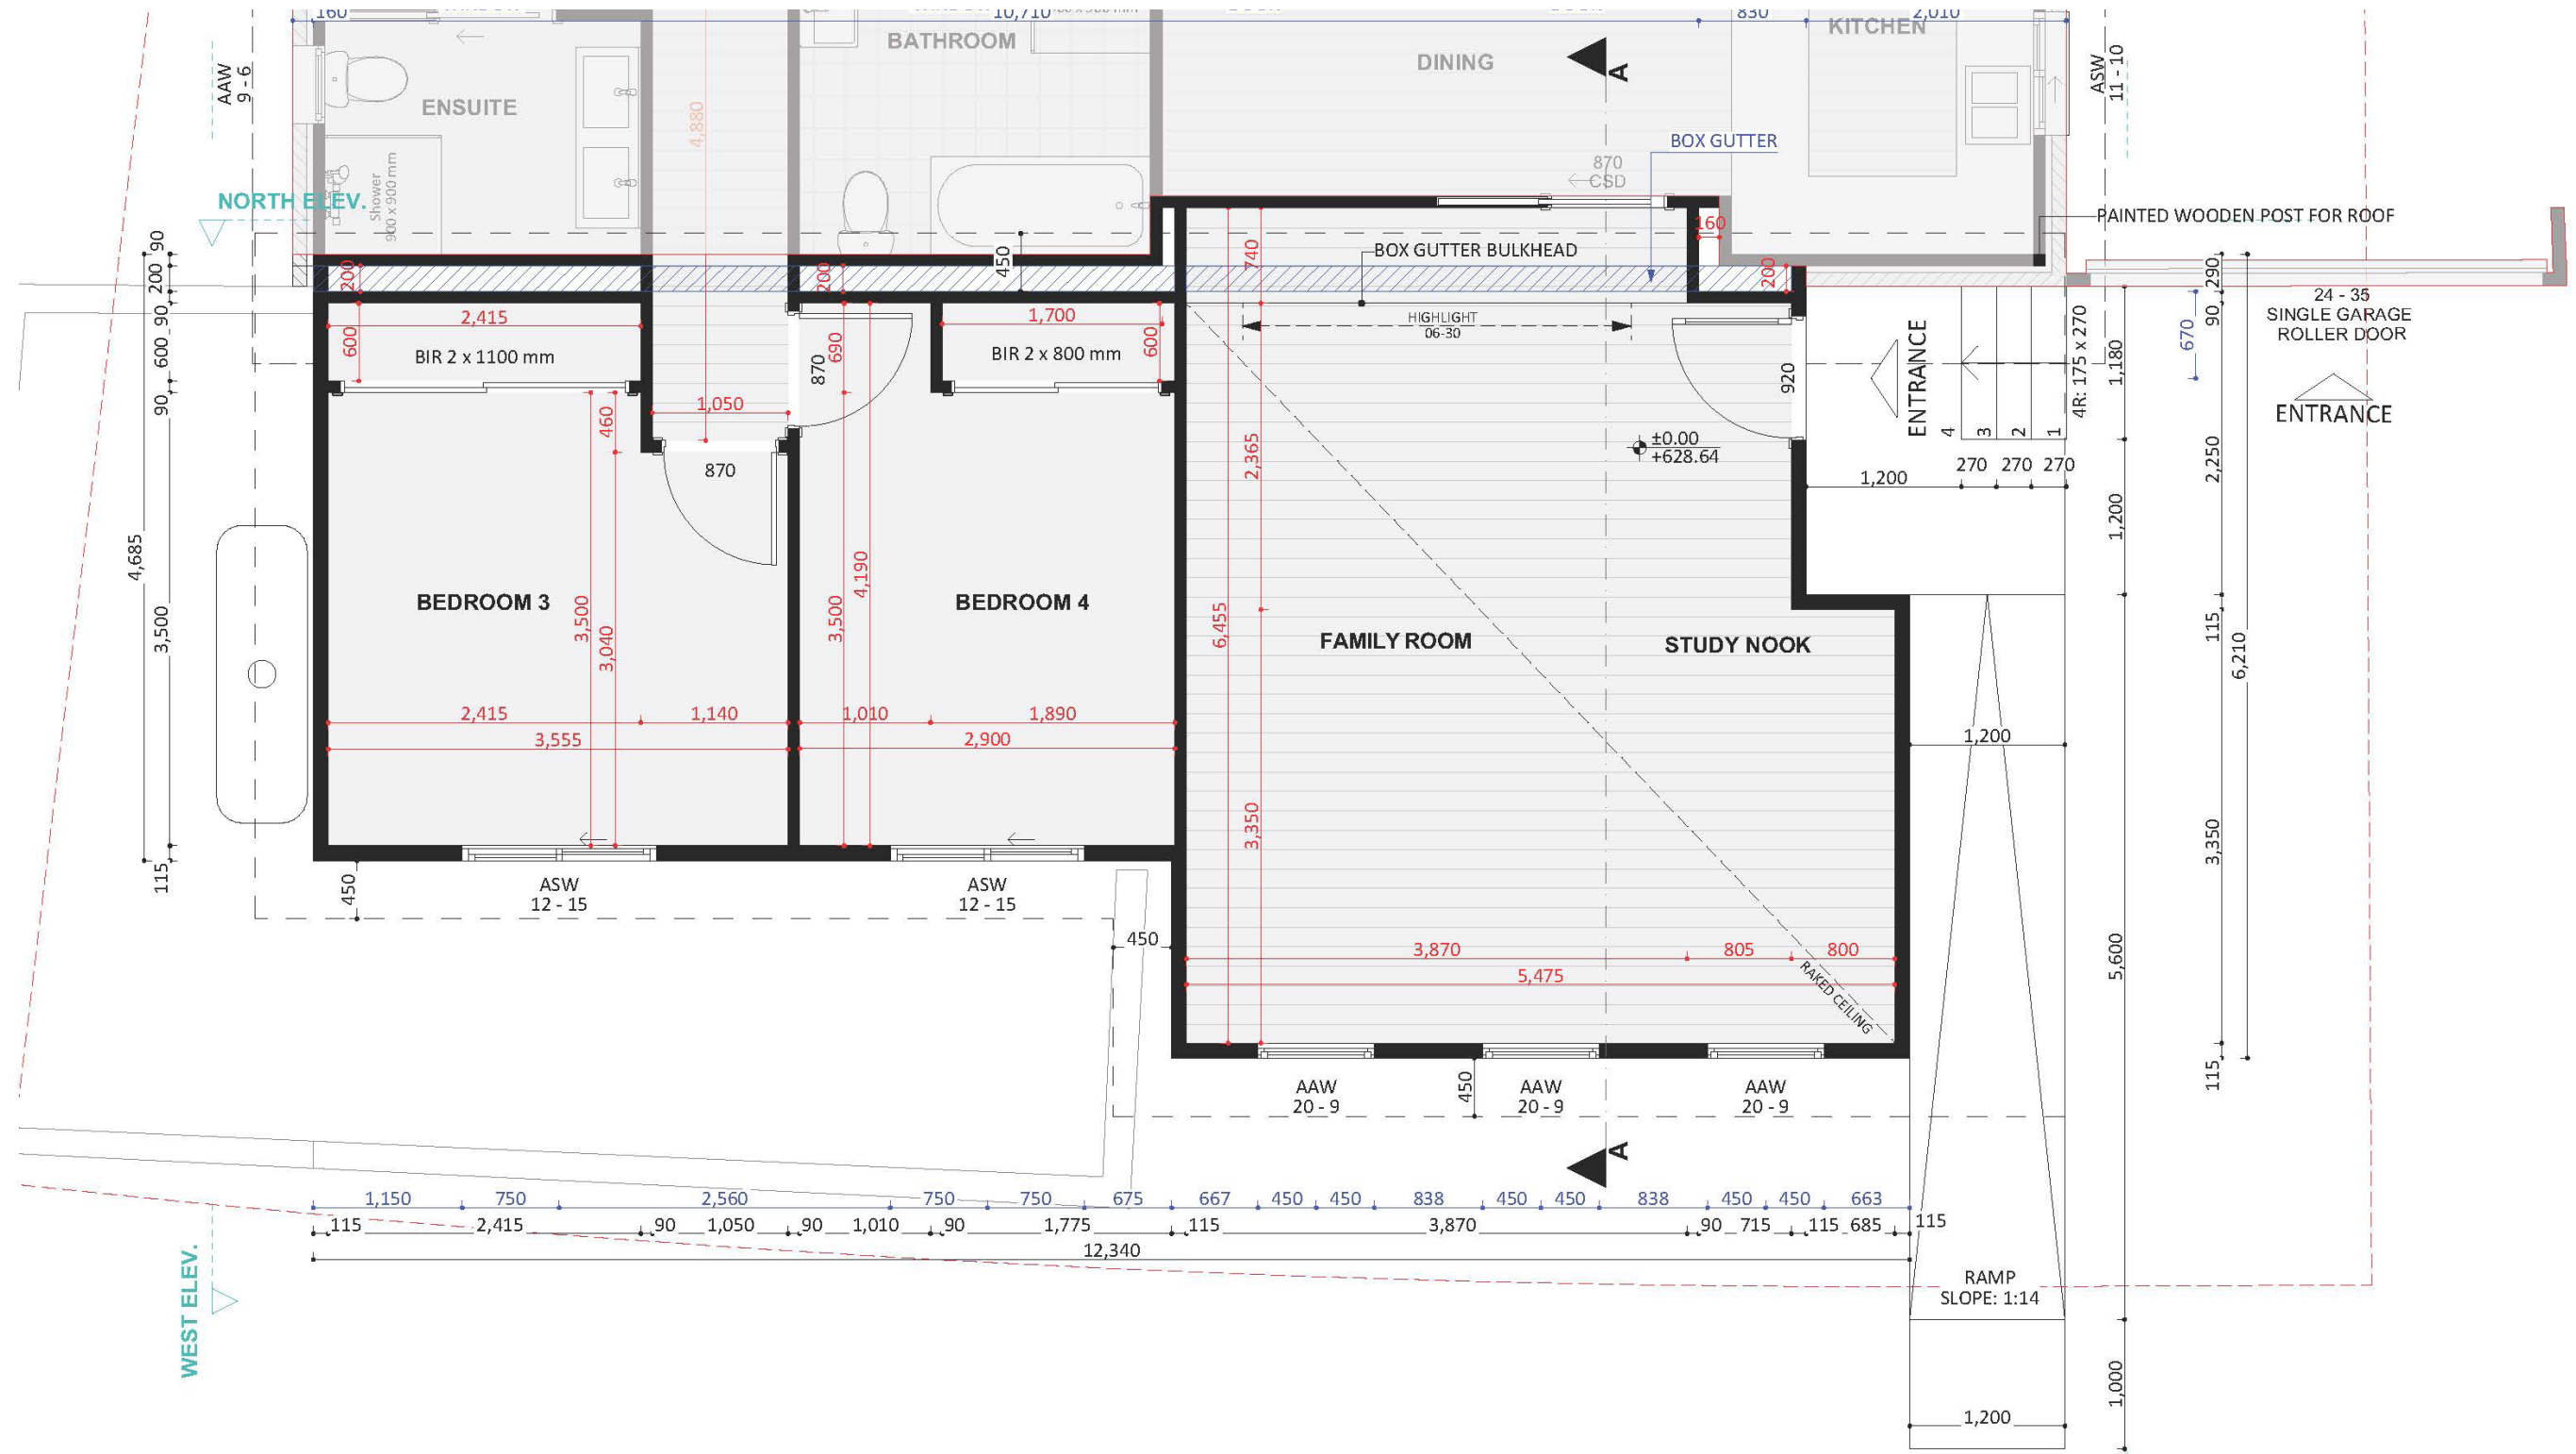 160
10,710
830
2,010
KITCHEN
BATHROOM
DINING
A
AAW
9 - 6
ASW
11 - 10
ENSUITE
4,880
BOX GUTTER
870
CSD
Shower
900 x 900 mm
NORTH ELEV.
PAINTED WOODEN POST FOR ROOF
160
740
BOX GUTTER BULKHEAD
450
90
200
90
600
90
200
200
200
290
90
24 - 35
SINGLE GARAGE
ROLLER DOOR
ENTRANCE
670
2,415
600
BIR 2 x 1100 mm
1,700
600
BIR 2 x 800 mm
690
870
HIGHLIGHT
06-30
920
ENTRANCE
4R: 175 x 270
1,180
4
3
2
1
1,050
460
870
±0.00
+628.64
2,365
270
270
270
1,200
2,250
1,200
4,685
3,500
115
BEDROOM 3
3,500
3,040
4,190
3,500
BEDROOM 4
6,455
FAMILY ROOM
STUDY NOOK
115
6,210
2,415
1,140
3,555
1,010
1,890
2,900
1,200
3,350
3,350
5,600
450
ASW
12 - 15
ASW
12 - 15
450
3,870
805
800
5,475
RAKED CEILING
AAW
20 - 9
450
AAW
20 - 9
AAW
20 - 9
115
A
1,150
750
2,560
750
750
675
667
450
450
838
450
450
838
450
450
663
115
2,415
90
1,050
90
1,010
90
1,775
115
3,870
90
715
115
685
115
12,340
WEST ELEV.
RAMP
SLOPE: 1:14
1,000
1,200